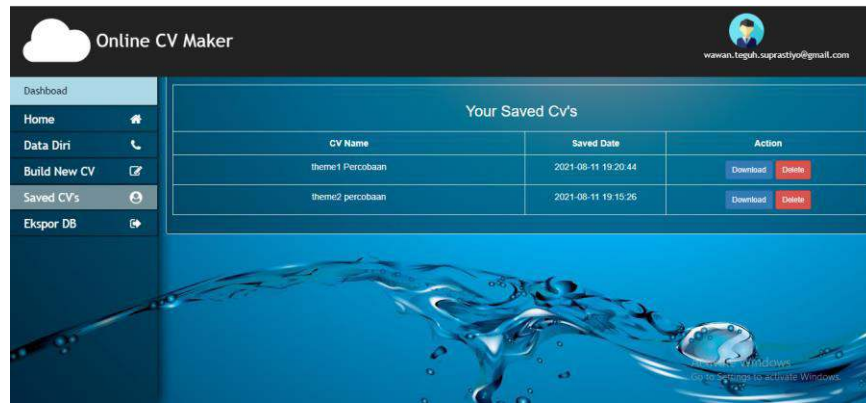 Online CV Maker
wawan.teguh.suprastiyo@gmail.com
Dashboad
Home
Data Diri
Build New CV
Saved CV's
Ekspor DB
Your Saved Cv's
CV Name Saved Date Action
theme1 Percobaan 2021-08-11 19:20:44 Download Delete
theme2 percobaan 2021-08-11 19:15:26 Download Delete
Activate Windows
Go to Settings to activate Windows.